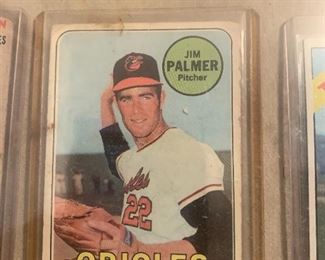 JIM
PALMER
Pitcher
22
ORIOLES